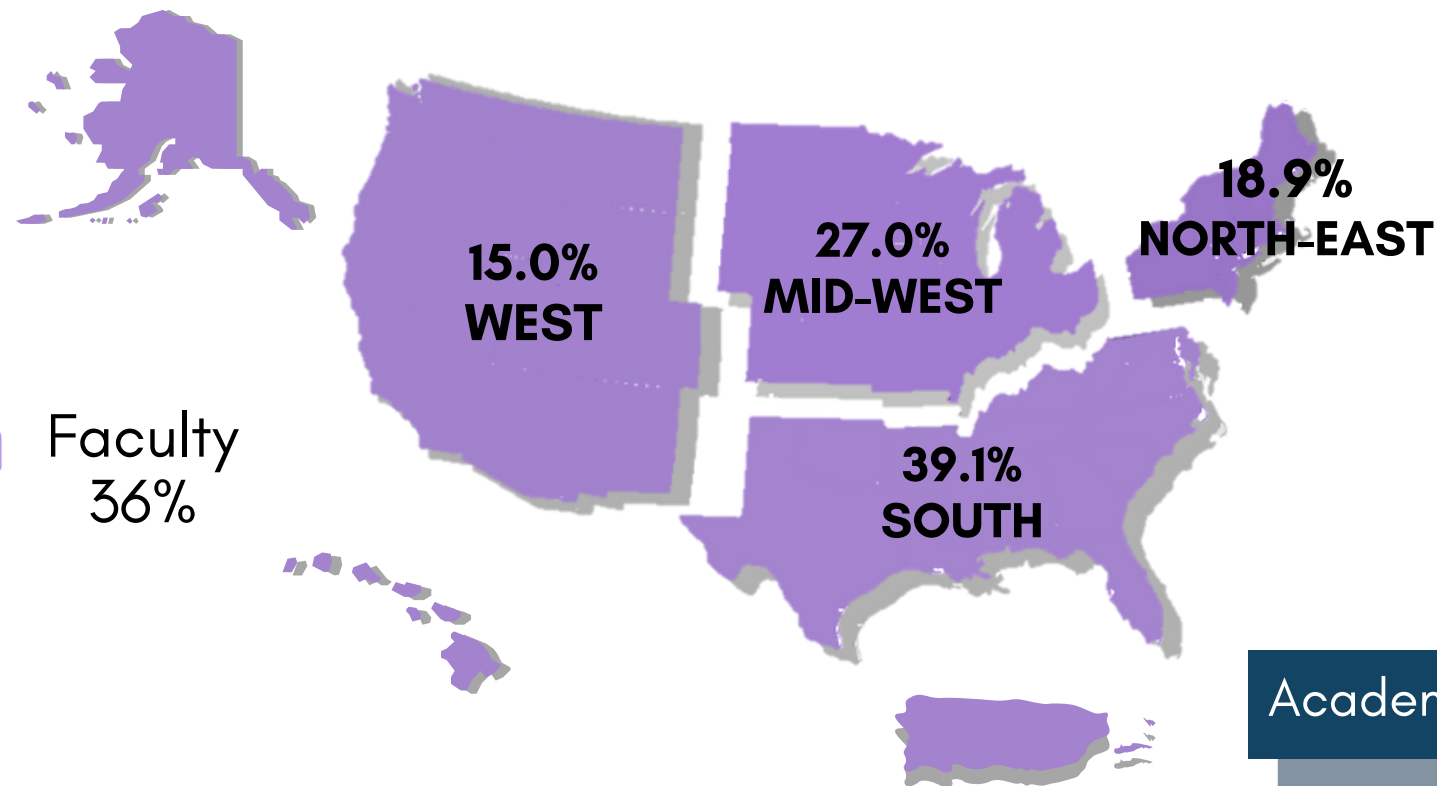 18.9%
NORTH-EAST
27.0%
MID-WEST
15.0%
WEST
Faculty
36%
39.1%
SOUTH